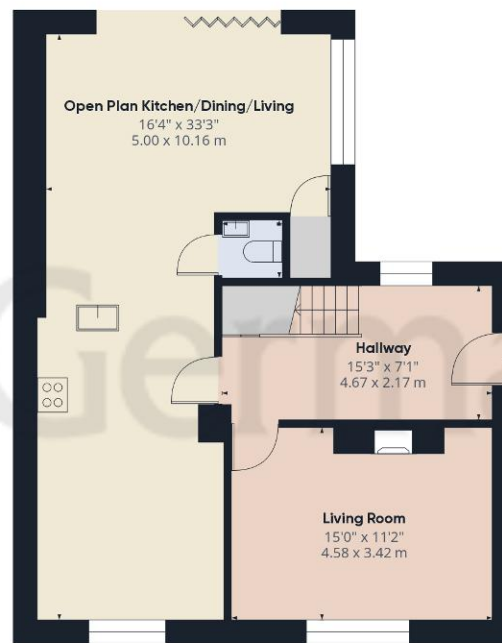 Open Plan Kitchen/Dining/Living
16'4" x 33'3"
5.00 x 10.16 m
Hallway
15'3" x 7'1"
4.67 x 2.17 m
Living Room
15'0" x 11'2"
4.58 x 3.42 m